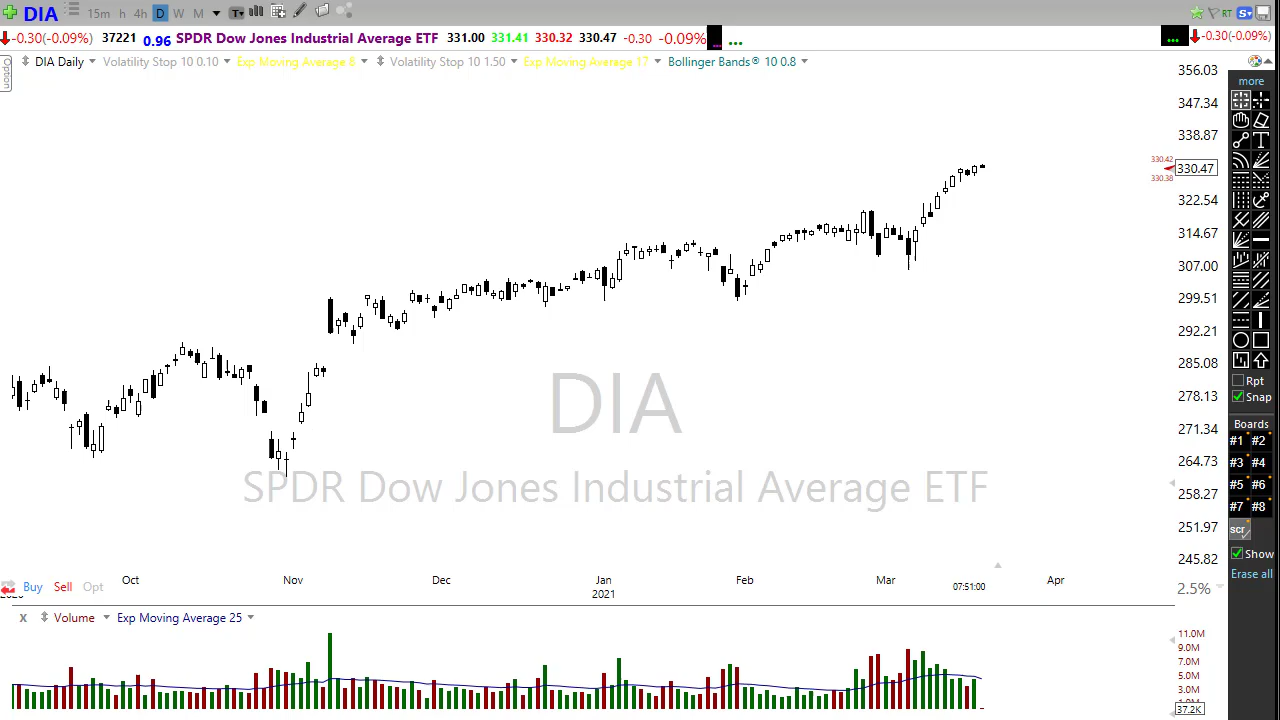 DIA 15m h 4h D W M T RT S
-0.30(-0.09%) 37221 0.96 SPDR Dow Jones Industrial Average ETF 331.00 331.41 330.32 330.47 -0.30 -0.09% ... ... -0.30(-0.09%)
Option
DIA Daily Volatility Stop 10 0.10 Exp Moving Average 8 Volatility Stop 10 1.50 Exp Moving Average 17 Bollinger Bands® 10 0.8
356.03
347.34
338.87
330.42
330.47
330.38
322.54
314.67
307.00
299.51
292.21
285.08
278.13
271.34
264.73
258.27
251.97
245.82
DIA
SPDR Dow Jones Industrial Average ETF
more
Rpt
Snap
Boards
#1 #2
#3 #4
#5 #6
#7 #8
scr
Show
Erase all
Oct Nov Dec Jan Feb Mar Apr
2021
07:51:00
Buy Sell Opt
2.5%
X Volume Exp Moving Average 25
11.0M
9.0M
7.0M
5.0M
3.0M
37.2K